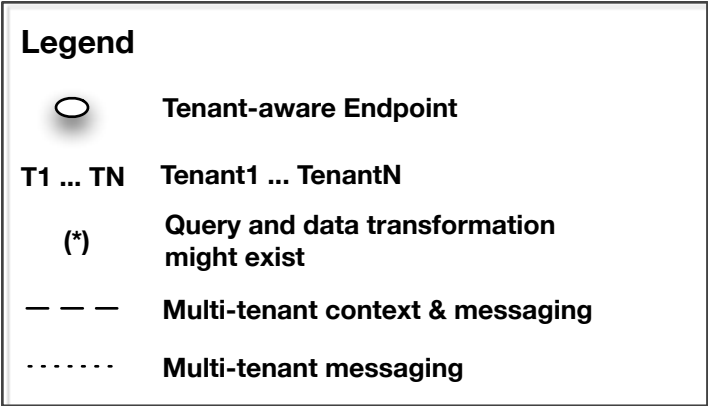 Legend
Tenant-aware Endpoint
T1 ... TN Tenant1 ... TenantN
(*) Query and data transformation
might exist
Multi-tenant context & messaging
Multi-tenant messaging